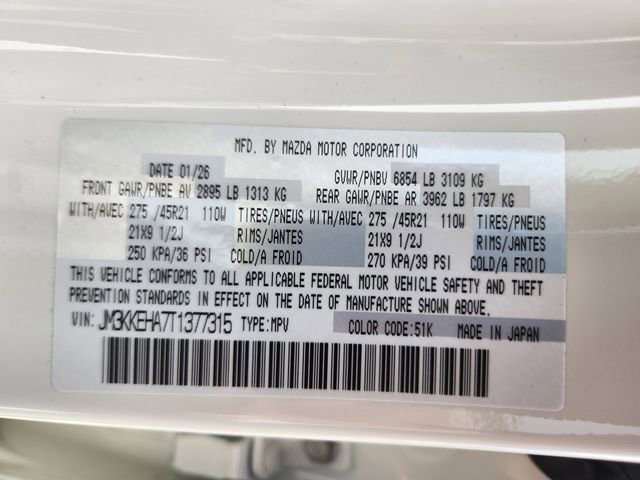 MFD. BY MAZDA MOTOR CORPORATION
DATE 01/26 GVWR/PNBV 6854 LB 3109 KG
FRONT GAWR/PNBE AV 2895 LB 1313 KG REAR GAWR/PNBE AR 3962 LB 1797 KG
WITH/AVEC 275 /45R21 110W TIRES/PNEUS WITH/AVEC 275 /45R21 110W TIRES/PNEUS
21X9 1/2J RIMS/JANTES 21X9 1/2J RIMS/JANTES
250 KPA/36 PSI COLD/A FROID 270 KPA/39 PSI COLD/A FROID
THIS VEHICLE CONFORMS TO ALL APPLICABLE FEDERAL MOTOR VEHICLE SAFETY AND THEFT
PREVENTION STANDARDS IN EFFECT ON THE DATE OF MANUFACTURE SHOWN ABOVE.
VIN: JM3KKEHA7T1377315 TYPE:MPV COLOR CODE:51K MADE IN JAPAN